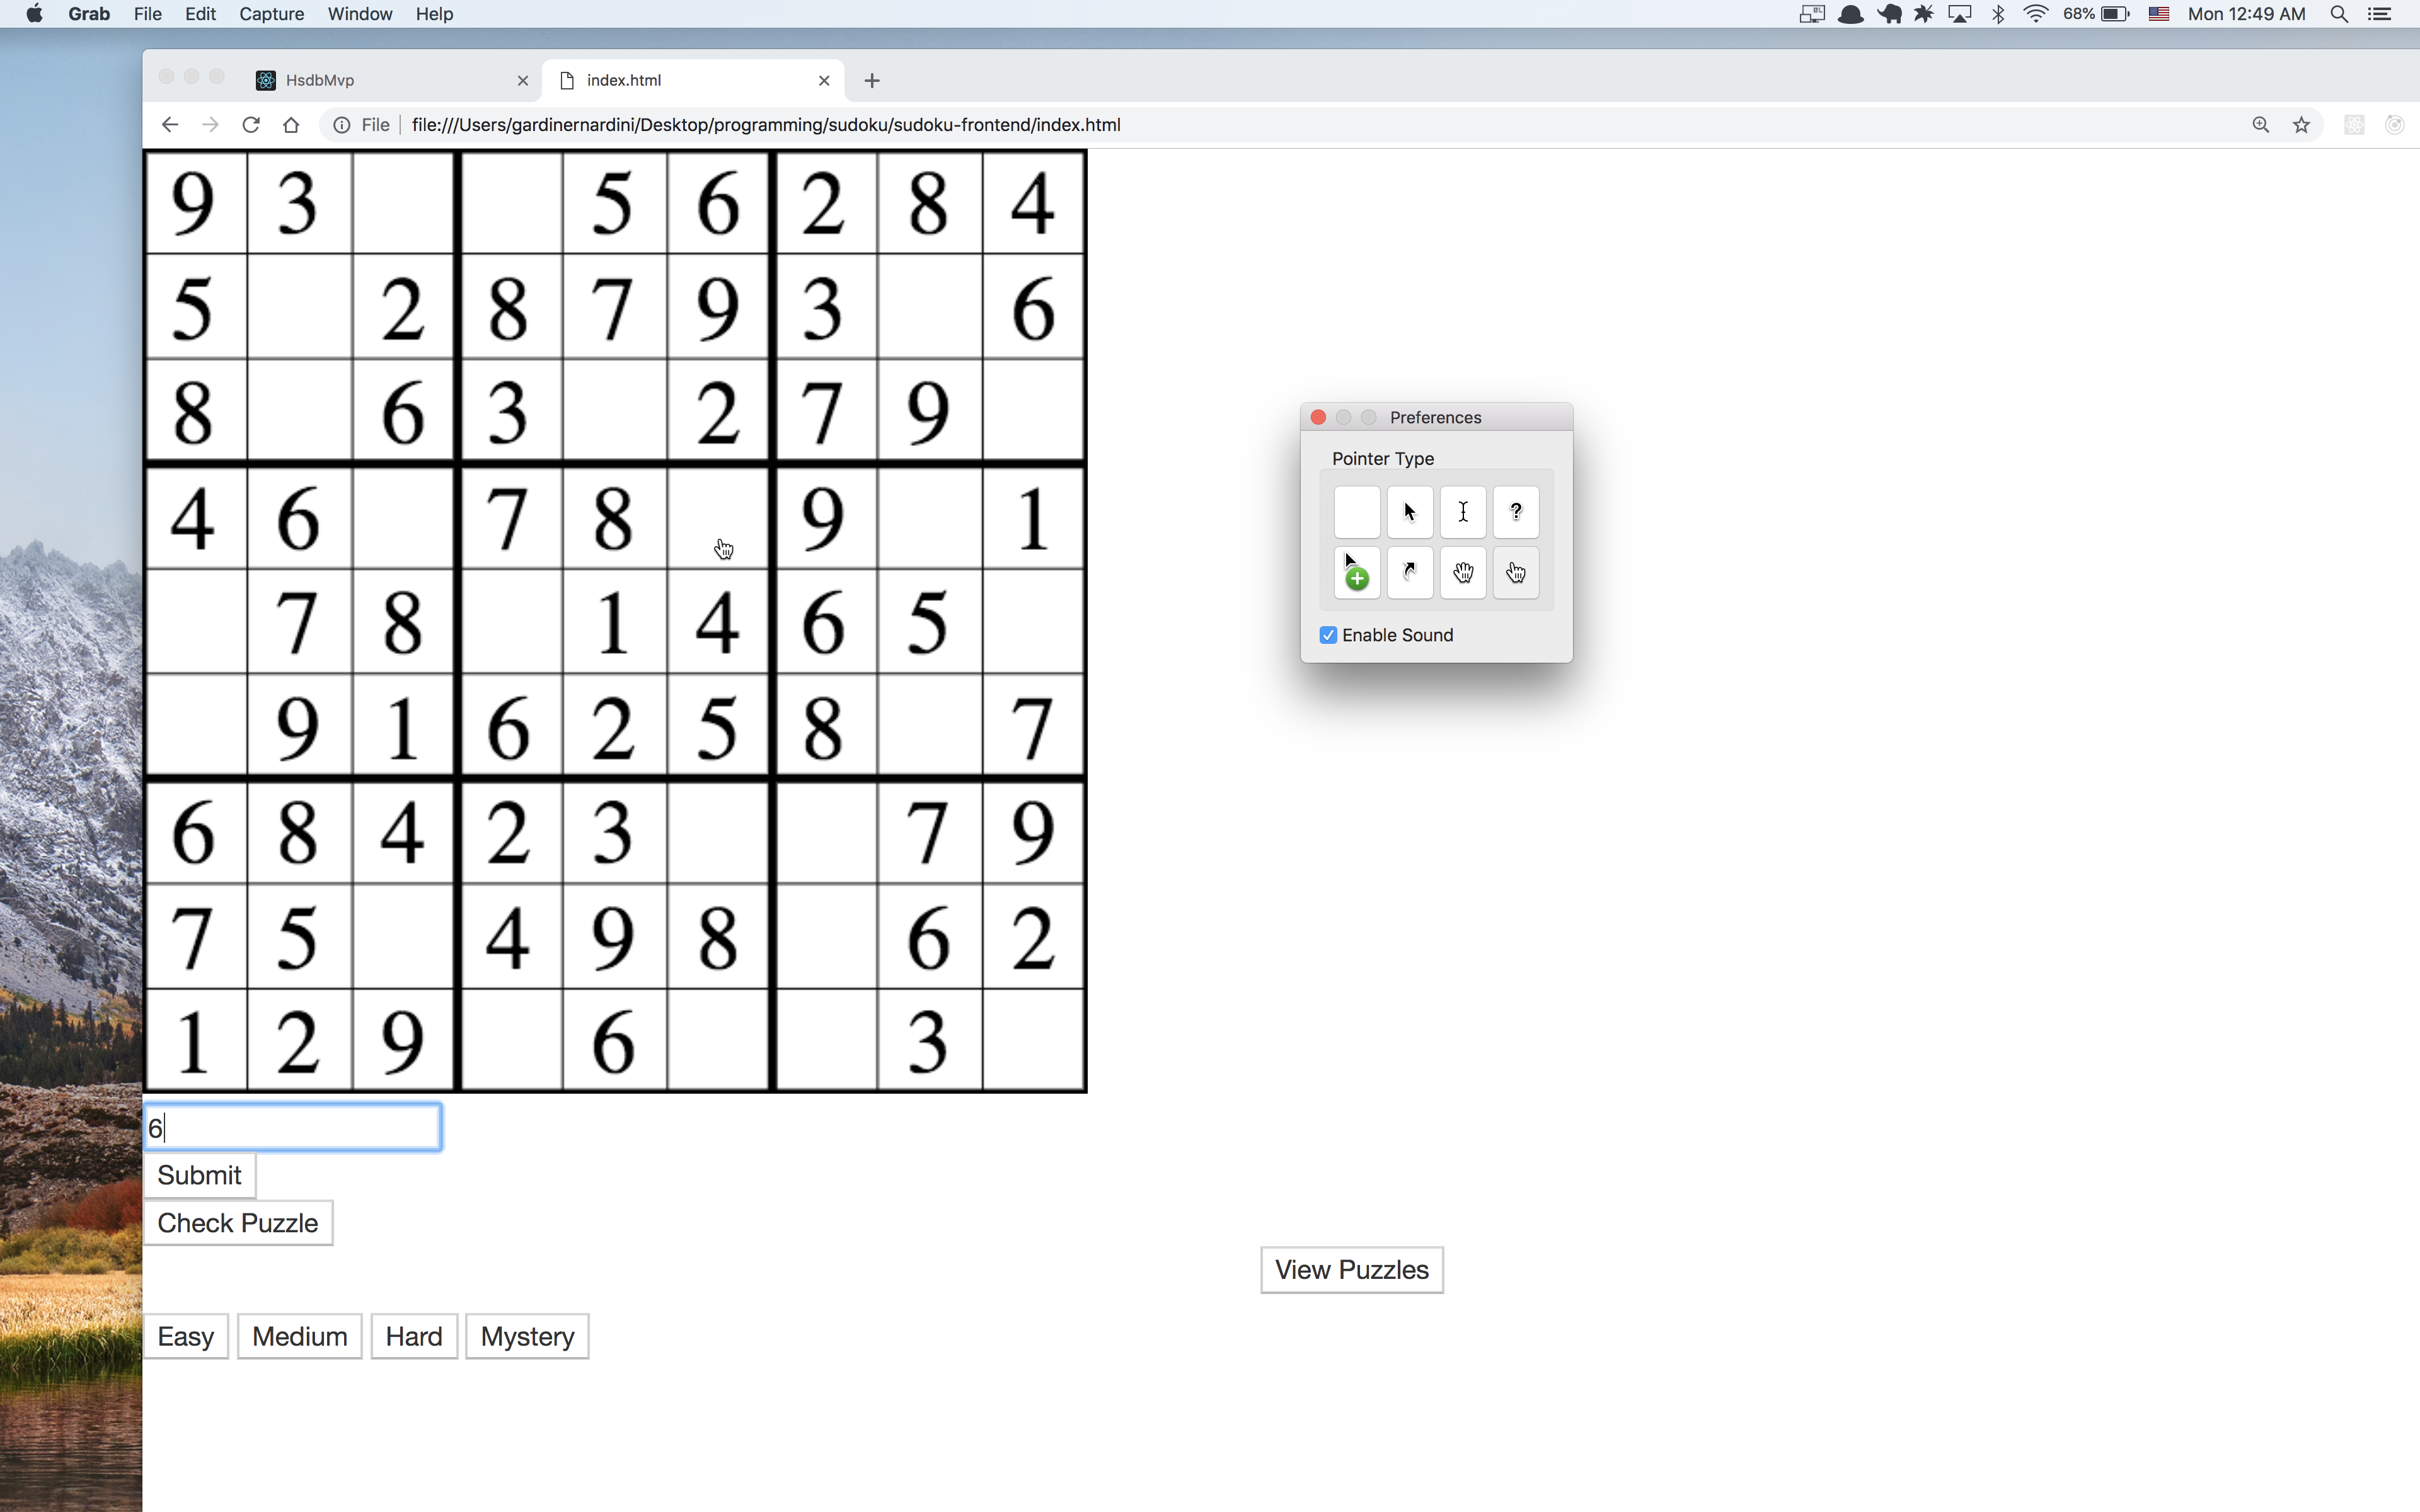 Grab File Edit Capture Window Help 68% Mon 12:49 AM
HsdbMvp index.html
File file:///Users/gardinernardini/Desktop/programming/sudoku/sudoku-frontend/index.html
9 3 5 6 2 8 4
5 2 8 7 9 3 6
8 6 3 2 7 9
Preferences
Pointer Type
?
Enable Sound
4 6 7 8 9 1
7 8 1 4 6 5
9 1 6 2 5 8 7
6 8 4 2 3 7 9
7 5 4 9 8 6 2
1 2 9 6 3
6
Submit
Check Puzzle
View Puzzles
Easy Medium Hard Mystery